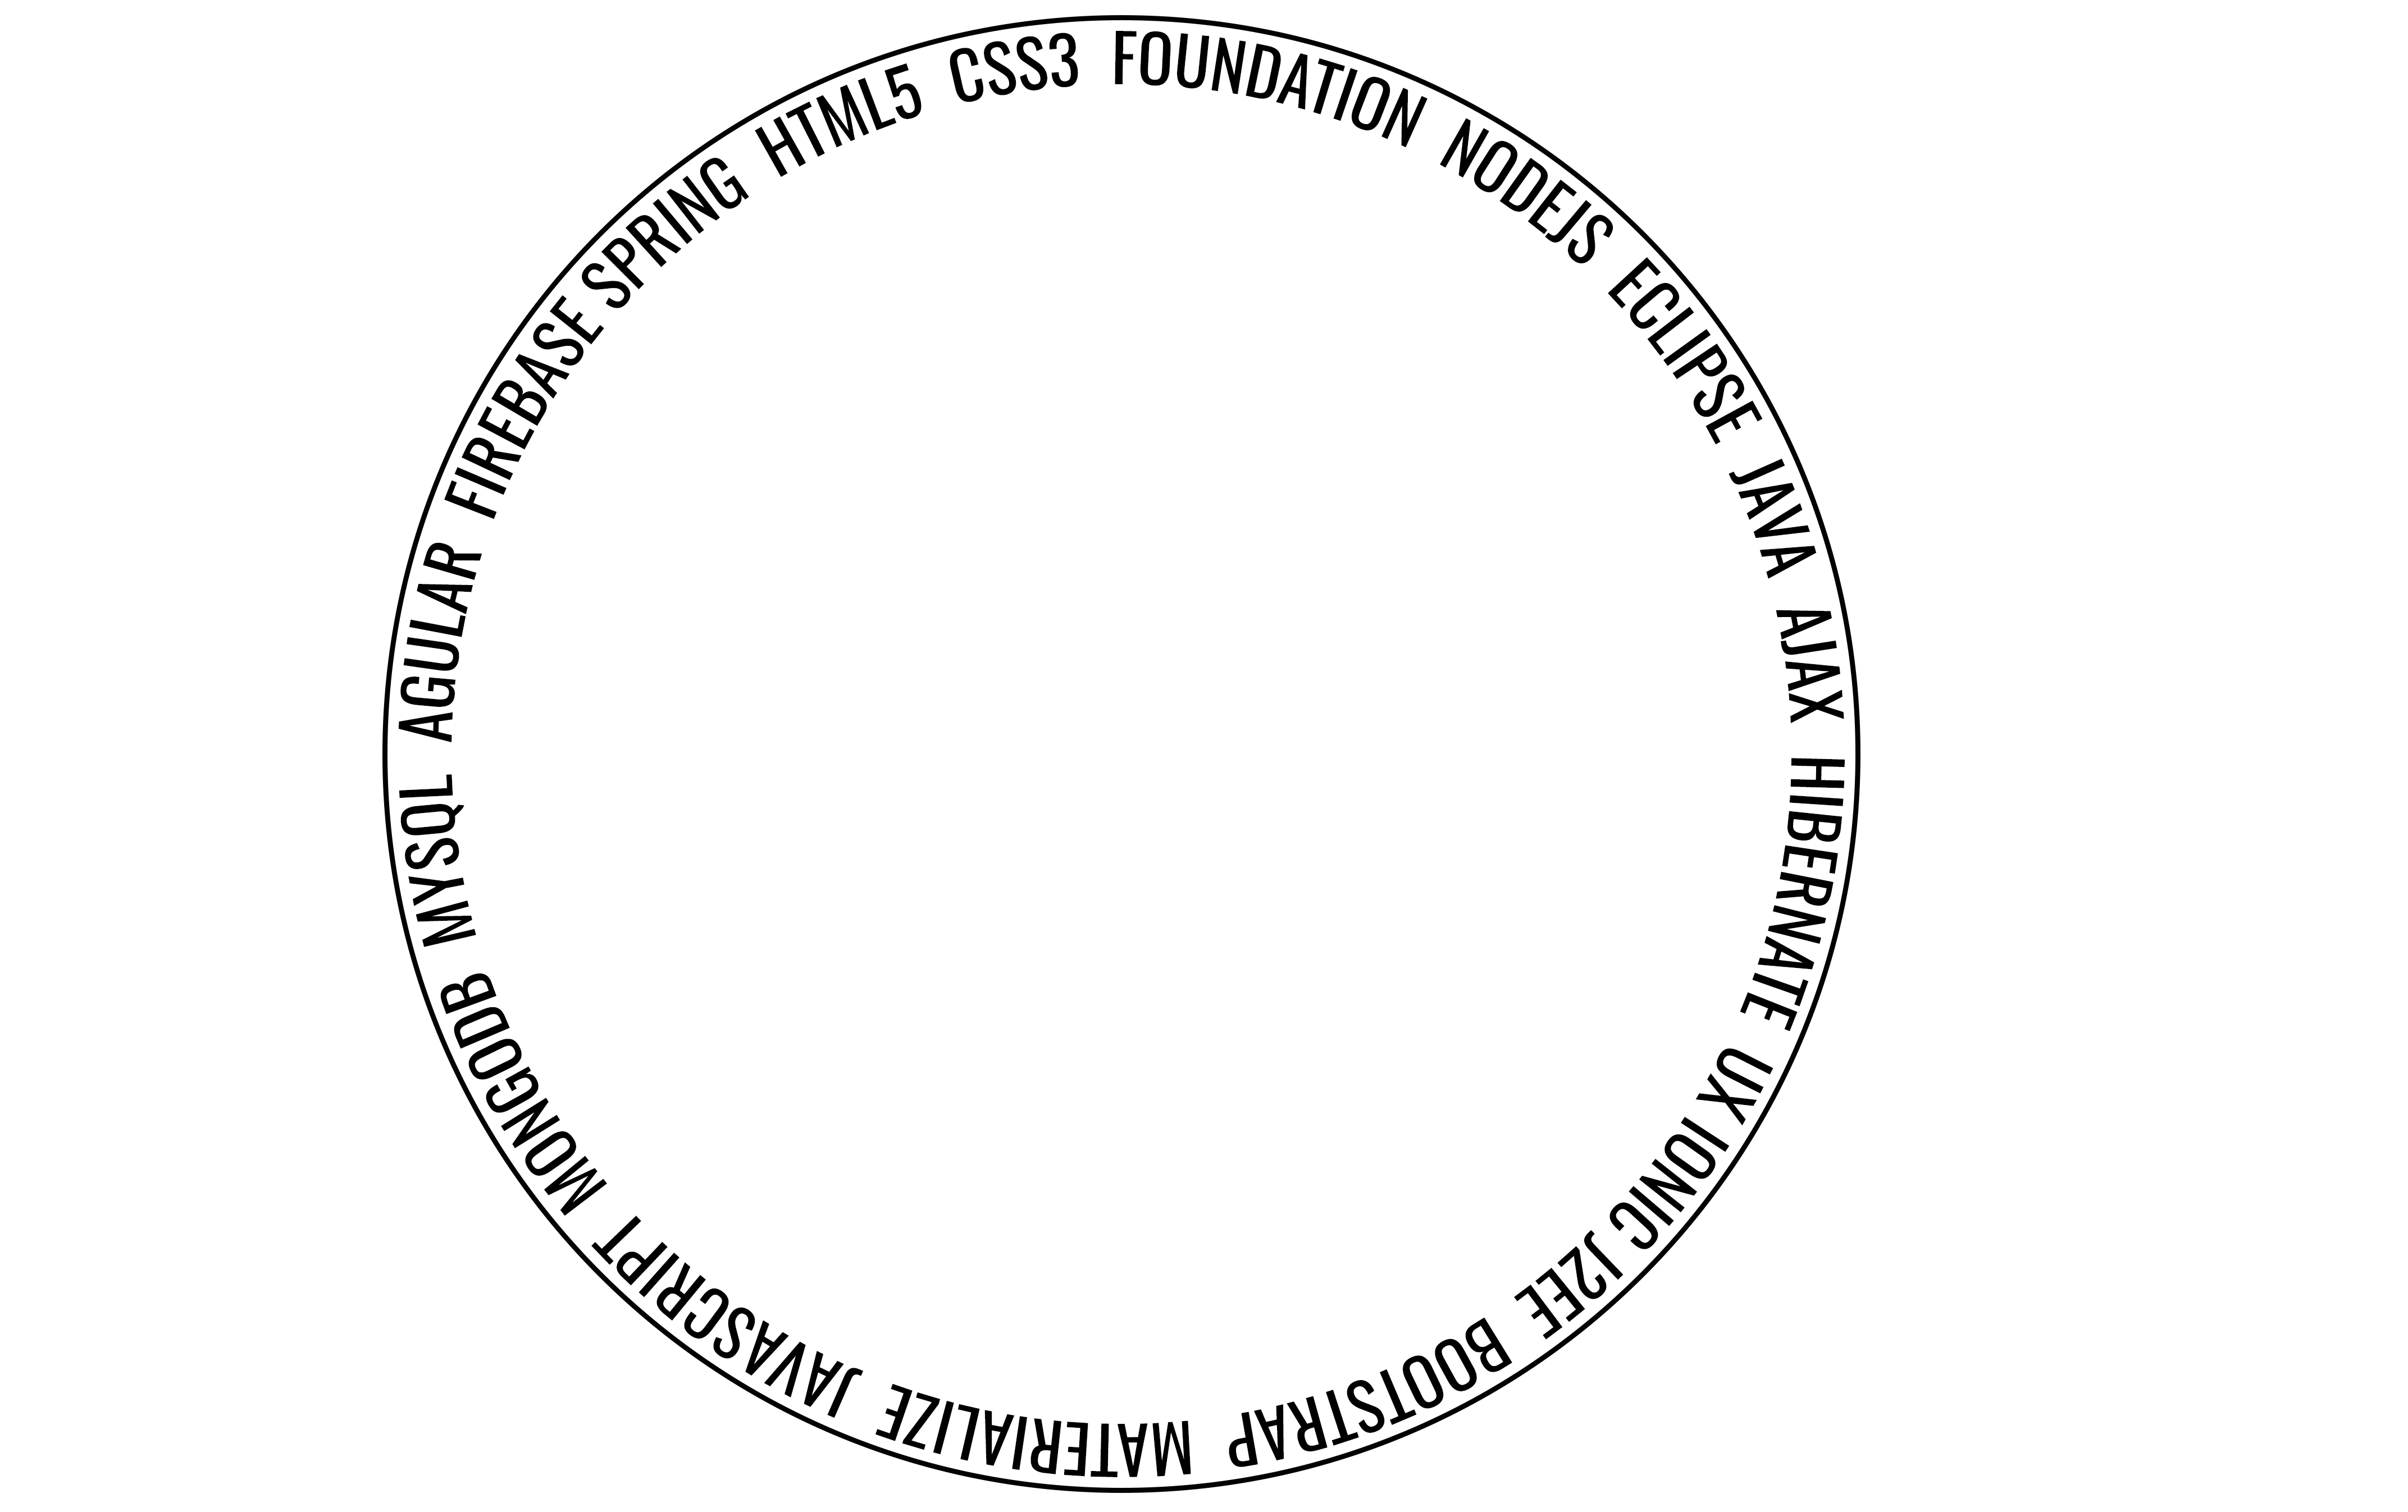 FOUNDATION NODEJS ECLIPSE JAVA AJAX HIBERNATE UX IONIC J2EE BOOTSTRAP MATERIALIZE JAVASCRIPT MONGODB MYSQL AGULAR FIREBASE SPRING HTML5 CSS3